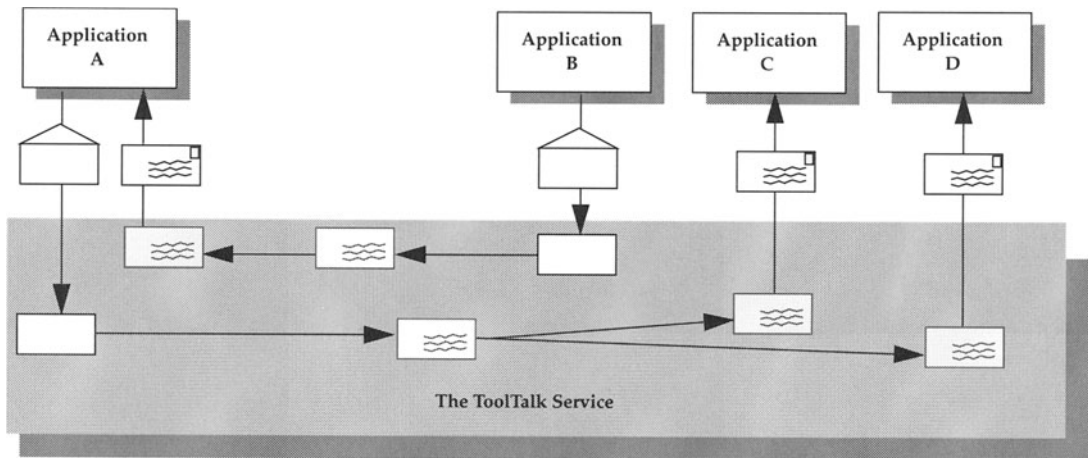 Application
A
Application
B
Application
C
Application
D
The ToolTalk Service